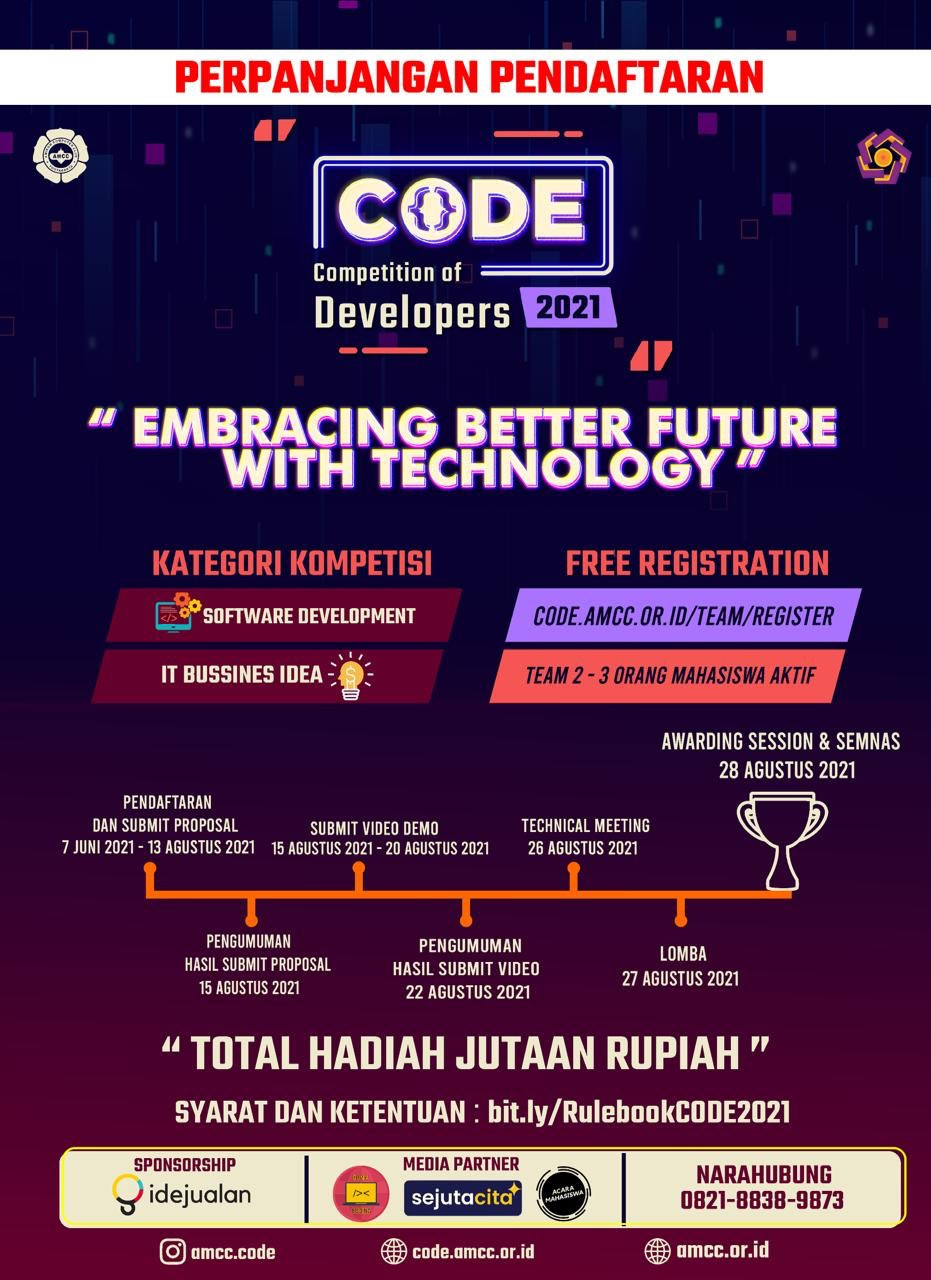 PERPANJANGAN PENDAFTARAN
AMCC
CODE
Competition of
Developers 2021
“ EMBRACING BETTER FUTURE
WITH TECHNOLOGY ”
KATEGORI KOMPETISI
SOFTWARE DEVELOPMENT
IT BUSSINES IDEA
FREE REGISTRATION
CODE.AMCC.OR.ID/TEAM/REGISTER
TEAM 2 - 3 ORANG MAHASISWA AKTIF
AWARDING SESSION & SEMNAS
28 AGUSTUS 2021
PENDAFTARAN
DAN SUBMIT PROPOSAL
7 JUNI 2021 - 13 AGUSTUS 2021
SUBMIT VIDEO DEMO
15 AGUSTUS 2021 - 20 AGUSTUS 2021
TECHNICAL MEETING
26 AGUSTUS 2021
PENGUMUMAN
HASIL SUBMIT PROPOSAL
15 AGUSTUS 2021
PENGUMUMAN
HASIL SUBMIT VIDEO
22 AGUSTUS 2021
LOMBA
27 AGUSTUS 2021
“ TOTAL HADIAH JUTAAN RUPIAH ”
SYARAT DAN KETENTUAN : bit.ly/RulebookCODE2021
SPONSORSHIP
idejualan
MEDIA PARTNER
sejutacita
ACARA
MAHASISWA
NARAHUBUNG
0821-8838-9873
amcc.code
code.amcc.or.id
amcc.or.id